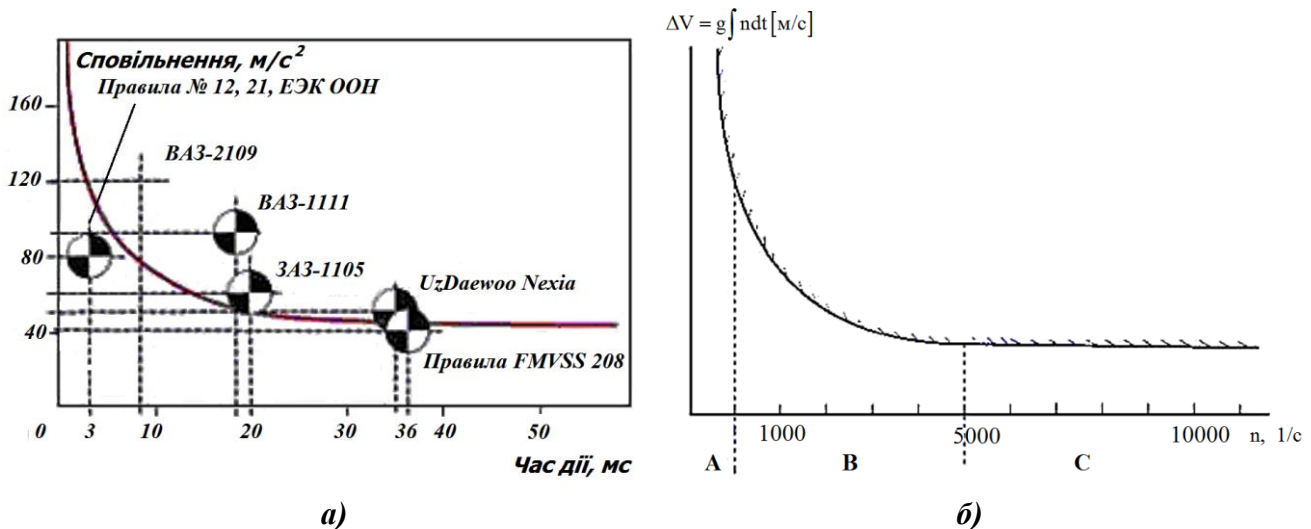 Сповільнення, м/с²
Правила № 12, 21, ЕЭК ООН
160
ВАЗ-2109
120
ВАЗ-1111
80
ЗАЗ-1105
UzDaewoo Nexia
40
Правила FMVSS 208
0 3 10 20 30 36 40 50
Час дії, мс
а)
ΔV = g∫ndt [м/с]
1000 5000 10000 n, 1/с
A B C
б)